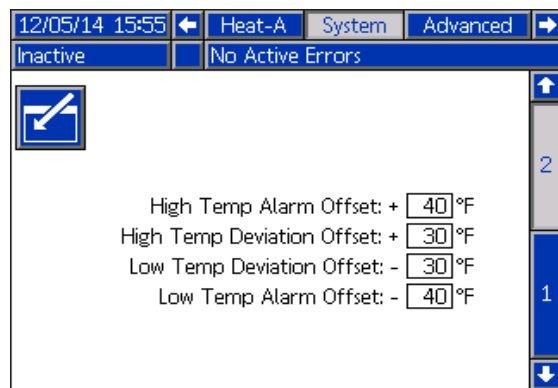 12/05/14 15:55 Heat-A System Advanced
Inactive No Active Errors
2
High Temp Alarm Offset: + 40 °F
High Temp Deviation Offset: + 30 °F
Low Temp Deviation Offset: - 30 °F
Low Temp Alarm Offset: - 40 °F
1